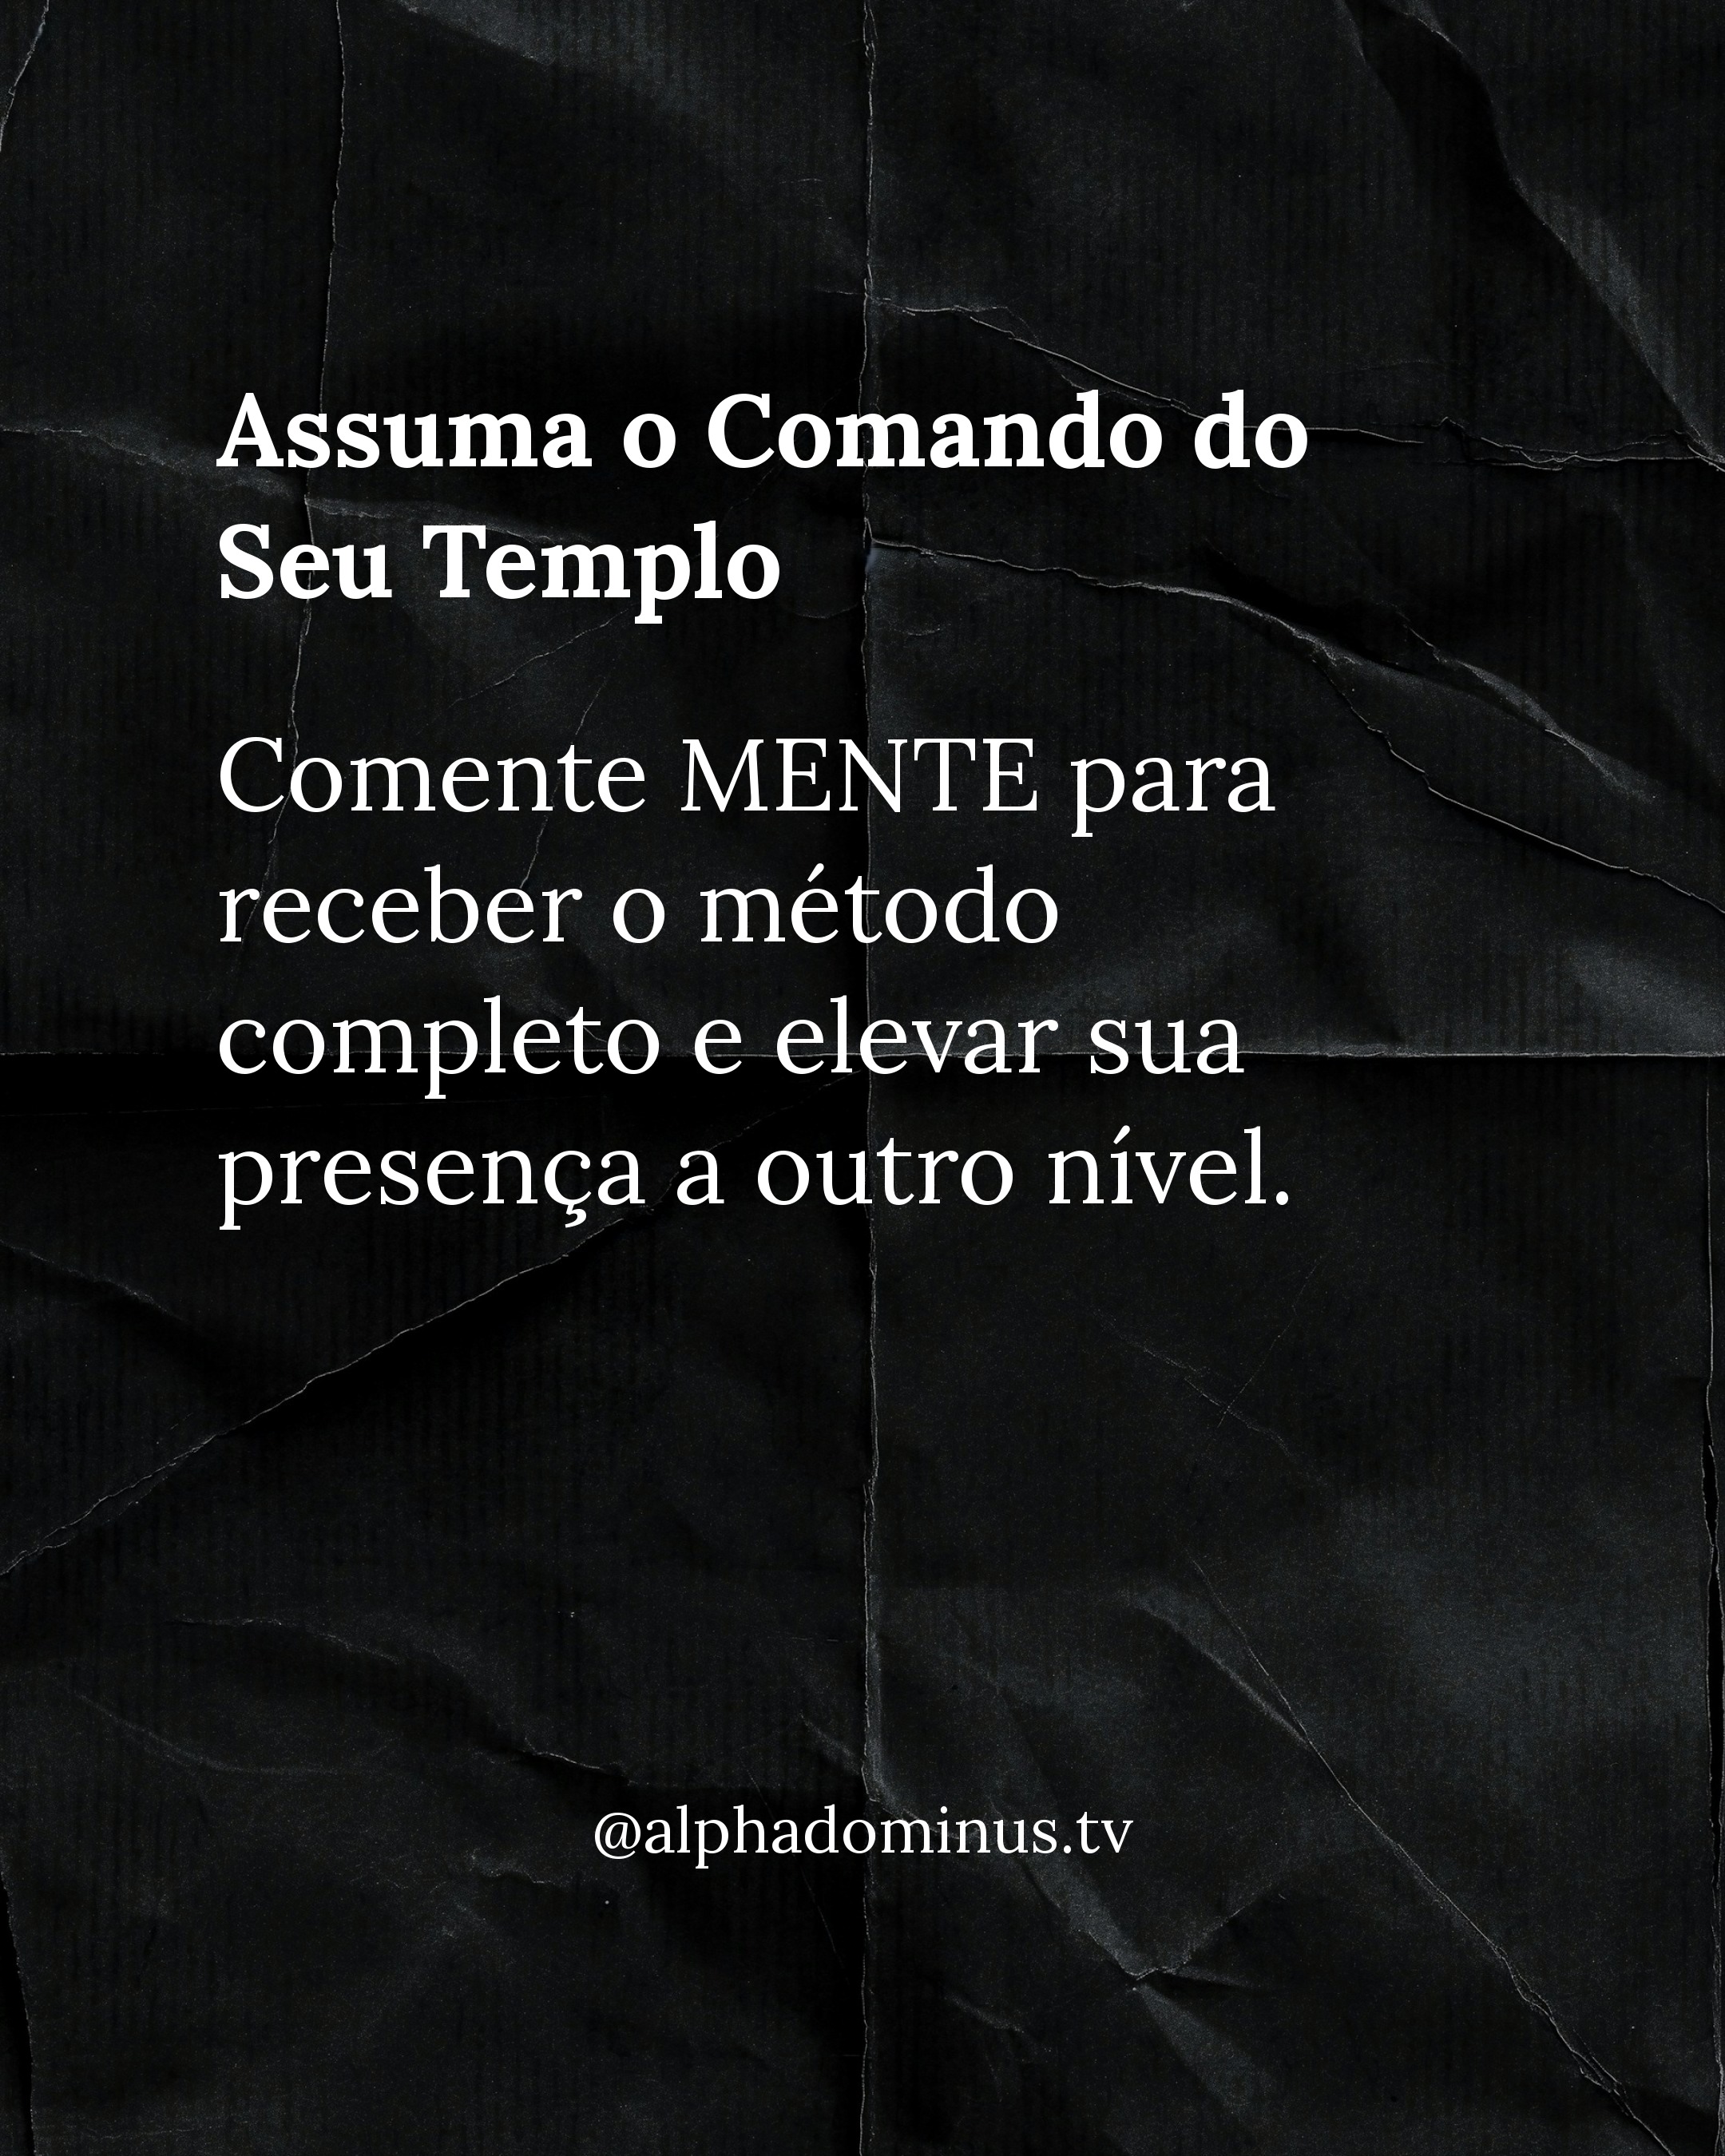 Assuma o Comando do
Seu Templo
Comente MENTE para
receber o método
completo e elevar sua
presença a outro nível.
@alphadominus.tv